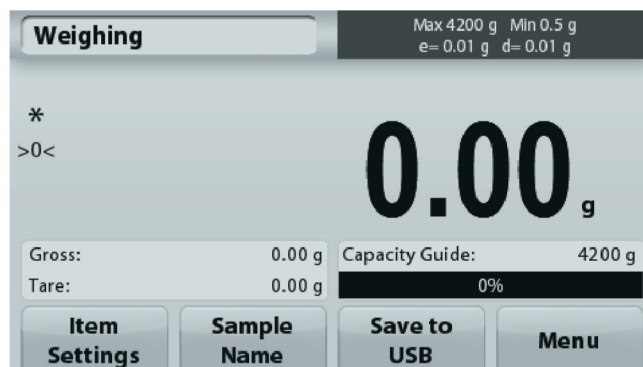 Weighing
Max 4200 g Min 0.5 g
e= 0.01 g d= 0.01 g
*
>0<
0.00 g
Gross: 0.00 g
Tare: 0.00 g
Capacity Guide: 4200 g
0%
Item Settings
Sample Name
Save to USB
Menu